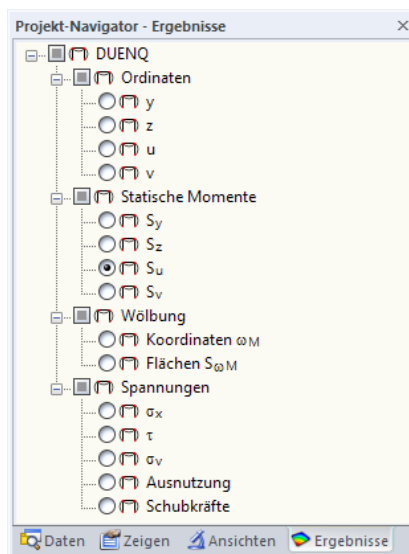 Projekt-Navigator - Ergebnisse
DUENQ
Ordinaten
y
z
u
v
Statische Momente
Sy
Sz
Su
Sv
Wölbung
Koordinaten ωM
Flächen SωM
Spannungen
σx
τ
σv
Ausnutzung
Schubkräfte
Daten Zeigen Ansichten Ergebnisse